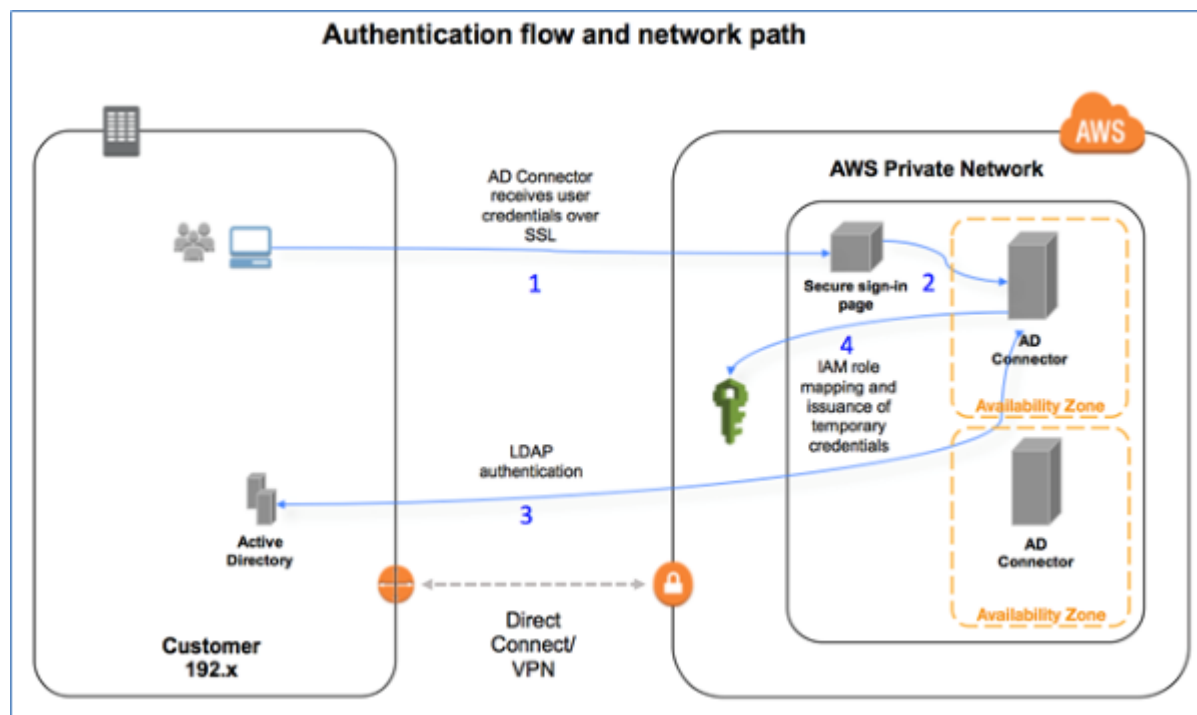 Authentication flow and network path
AWS
AWS Private Network
AD Connector
receives user
credentials over
SSL
1
Secure sign-in
page
2
AD
Connector
Availability Zone
4
IAM role
mapping and
issuance of
temporary
credentials
LDAP
authentication
3
Active
Directory
AD
Connector
Availability Zone
Direct
Connect/
VPN
Customer
192.x